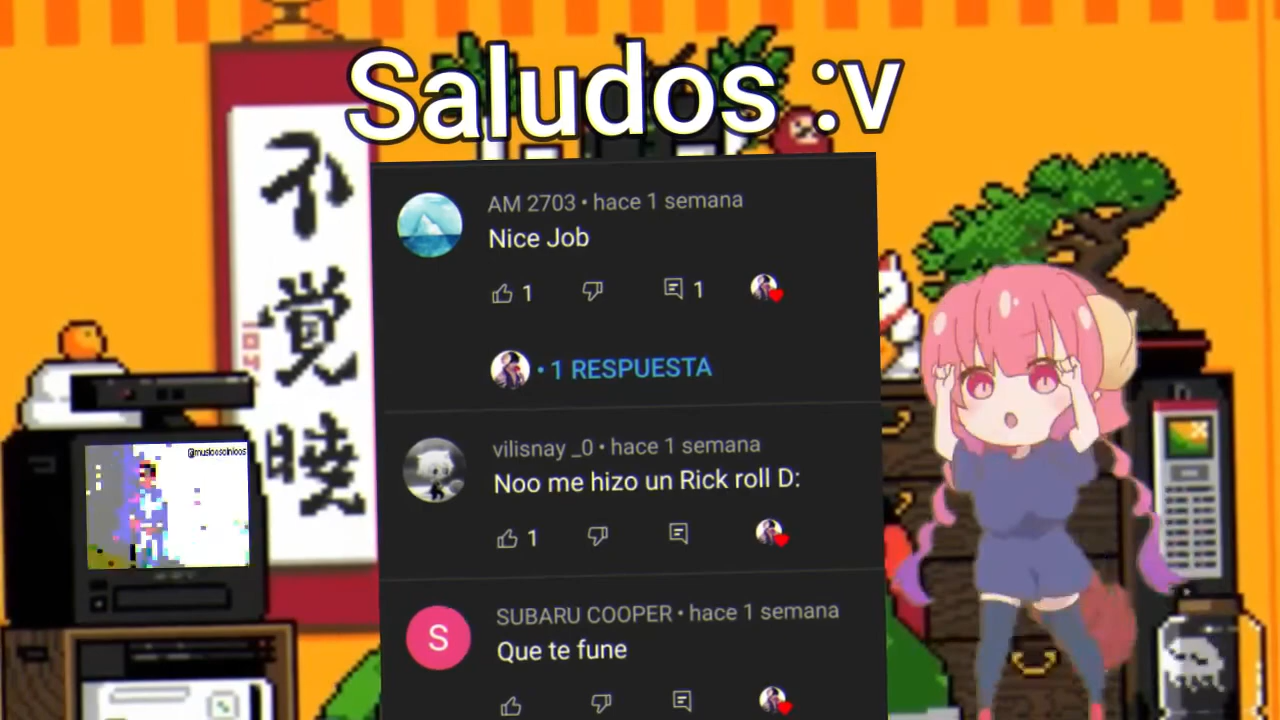 Saludos :v
不
覚
暁
AM 2703 • hace 1 semana
Nice Job
1
1
• 1 RESPUESTA
vilisnay _0 • hace 1 semana
Noo me hizo un Rick roll D:
1
S
SUBARU COOPER • hace 1 semana
Que te fune